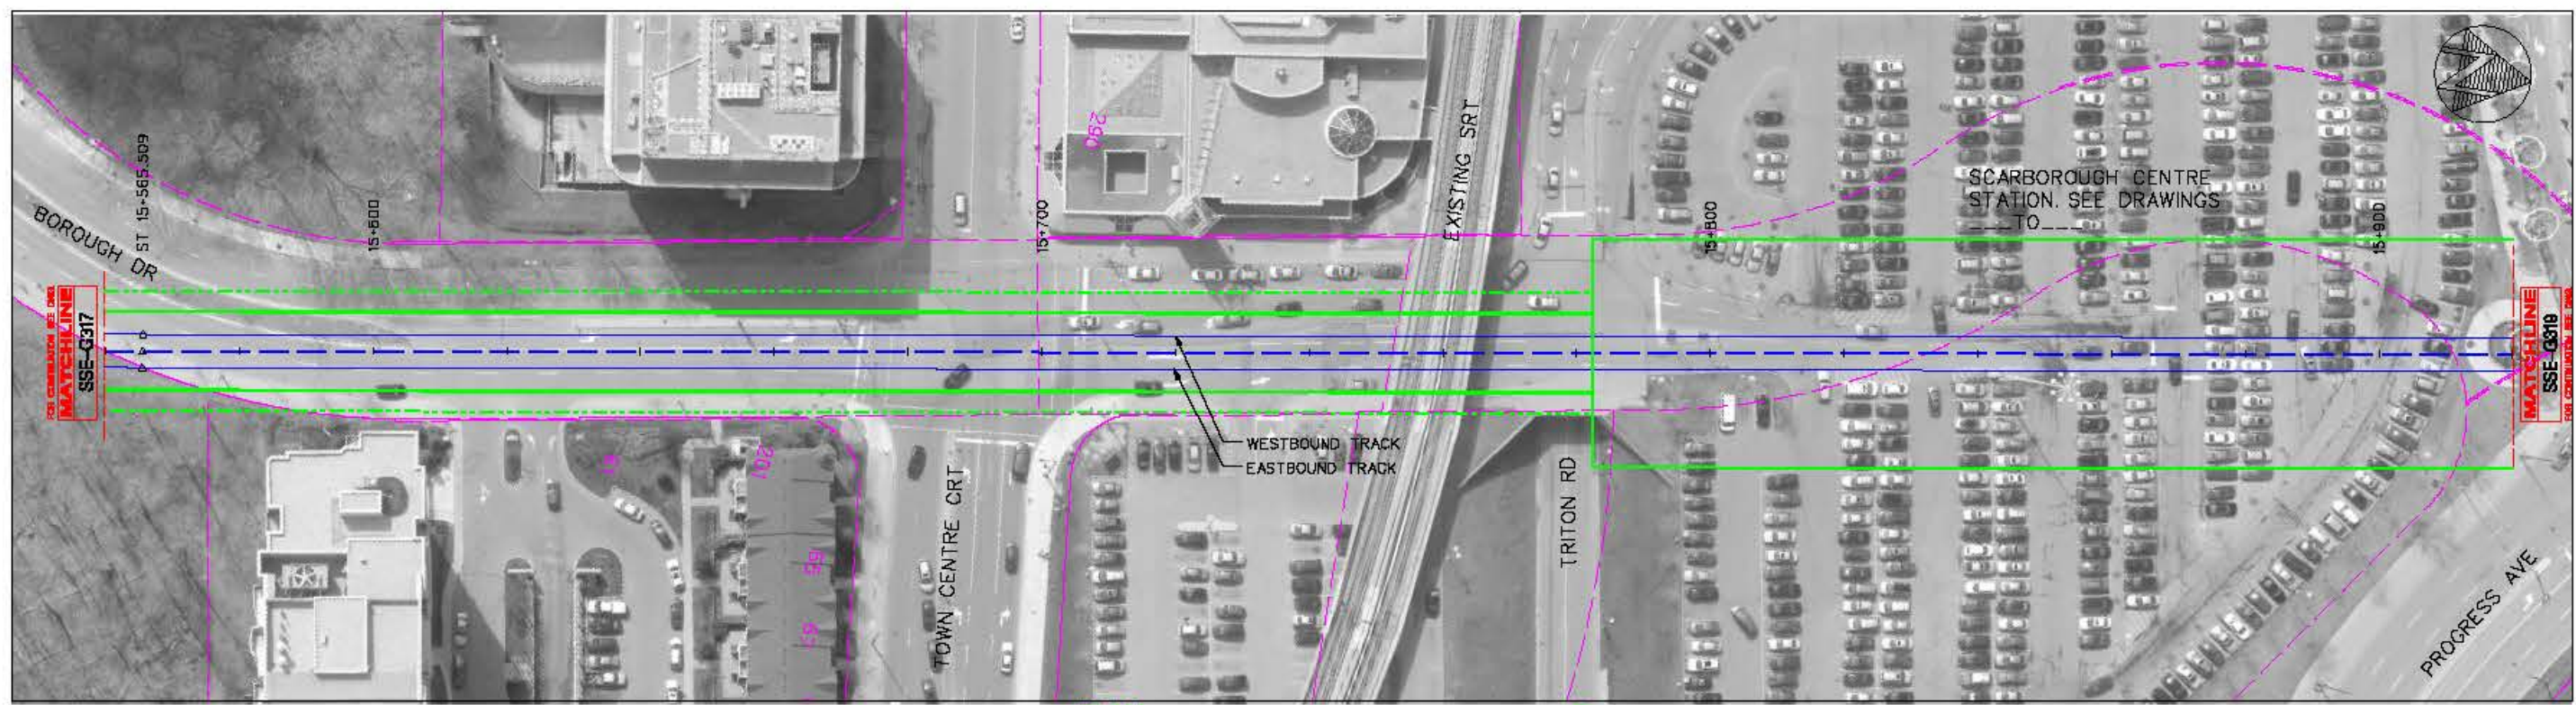 BOROUGH DR
ST 15+565.509
15+600
15+700
15+800
15+900
290
EXISTING SRT
SCARBOROUGH CENTRE
STATION. SEE DRAWINGS
___TO___
MATCHLINE
SSE-G317
MATCHLINE
SSE-G319
WESTBOUND TRACK
EASTBOUND TRACK
TOWN CENTRE CRT
TRITON RD
PROGRESS AVE
201